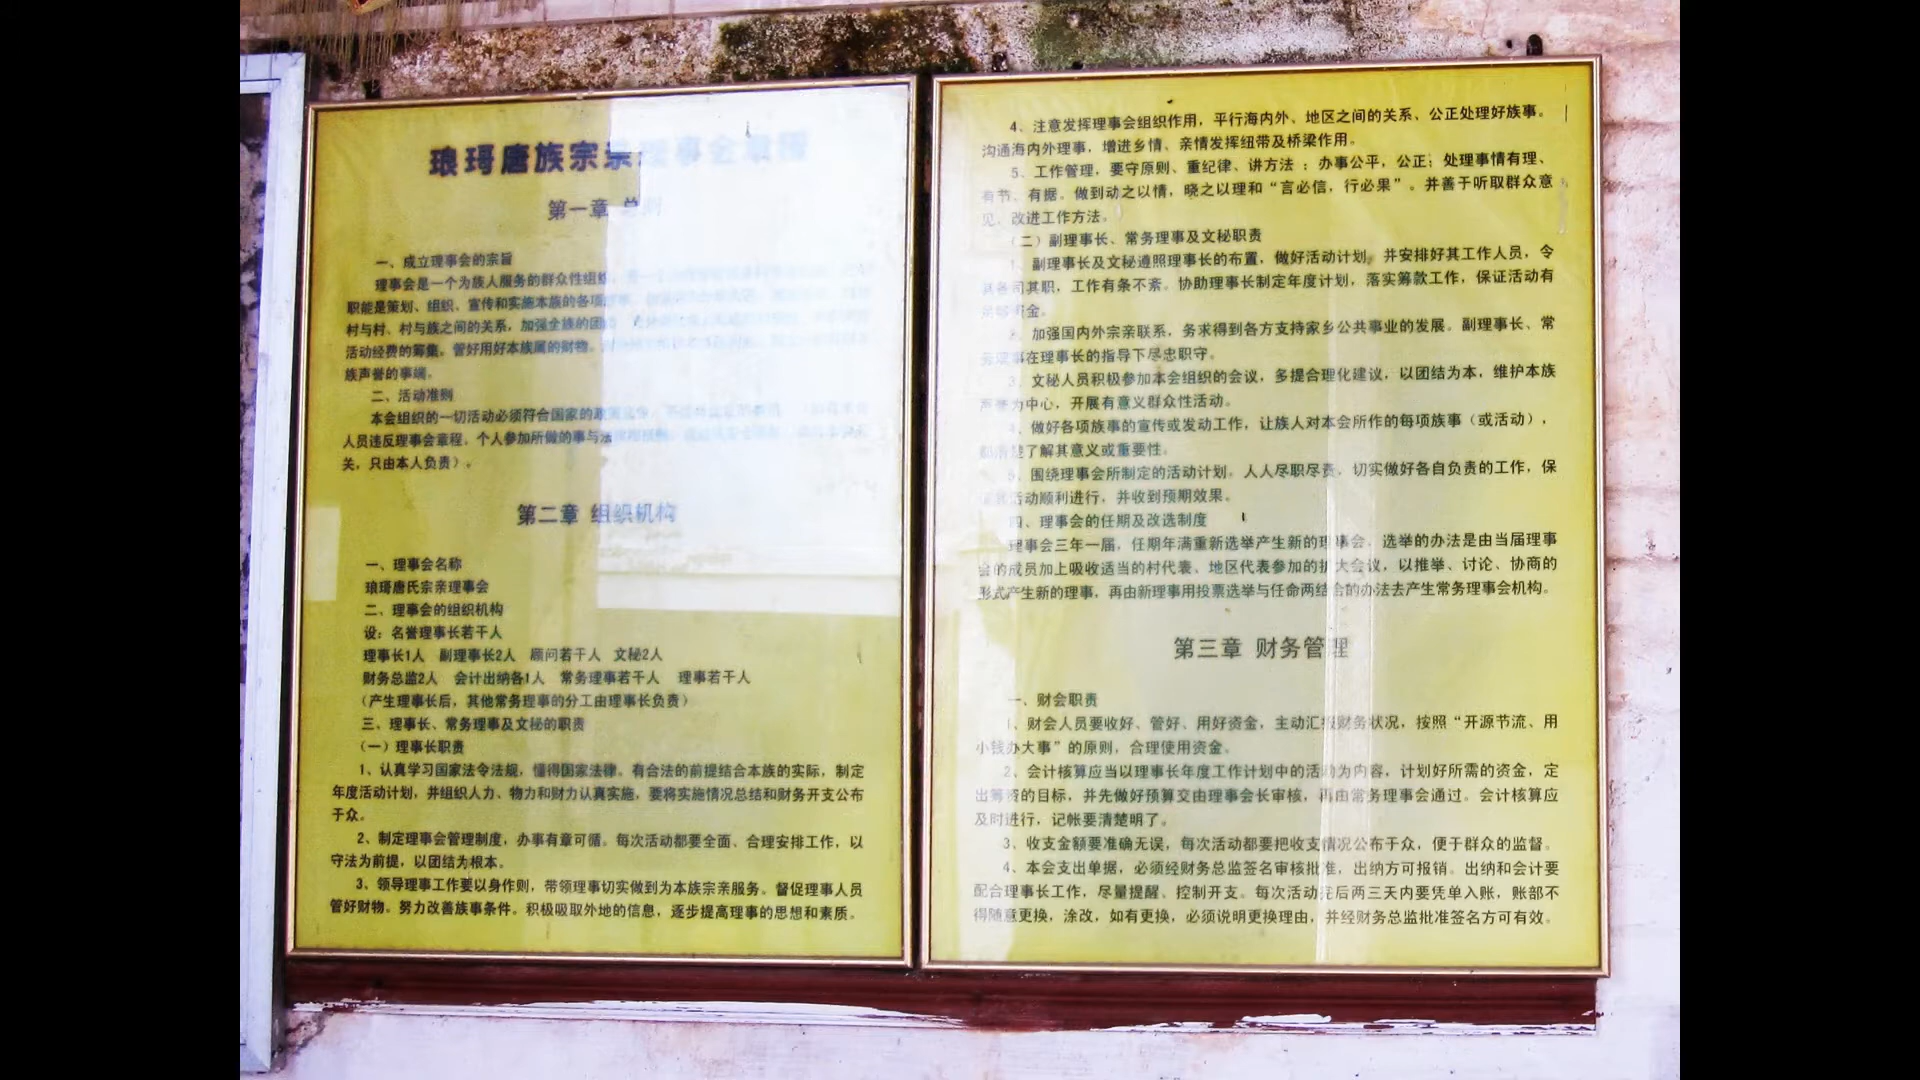 琅琊唐族宗亲理事会章程
第一章 总则
一、成立理事会的宗旨
理事会是一个为族人服务的群众性组织
职能是策划、组织、宣传和实施本族的各项
村与村、村与族之间的关系，加强全族的团
活动经费的筹集。管好用好本族属的财物。
族声誉的事端。
二、活动准则
本会组织的一切活动必须符合国家的政策
人员违反理事会章程、个人参加所做的事与法
关，只由本人负责）。
第二章 组织机构
一、理事会名称
琅琊唐氏宗亲理事会
二、理事会的组织机构
设：名誉理事长若干人
理事长1人 副理事长2人 顾问若干人 文秘2人
财务总监2人 会计出纳各1人 常务理事若干人 理事若干人
（产生理事长后，其他常务理事的分工由理事长负责）
三、理事长、常务理事及文秘的职责
（一）理事长职责
1、认真学习国家法令法规，懂得国家法律。有合法的前提结合本族的实际，制定
年度活动计划，并组织人力、物力和财力认真实施，要将实施情况总结和财务开支公布
于众。
2、制定理事会管理制度，办事有章可循。每次活动都要全面、合理安排工作，以
守法为前提，以团结为根本。
3、领导理事工作要以身作则，带领理事切实做到为本族宗亲服务。督促理事人员
管好财物。努力改善族事条件。积极吸取外地的信息，逐步提高理事的思想和素质。
4、注意发挥理事会组织作用，平行海内外、地区之间的关系、公正处理好族事。
沟通海内外理事，增进乡情、亲情发挥纽带及桥梁作用。
5、工作管理，要守原则、重纪律、讲方法；办事公平，公正；处理事情有理、
有节、有据。做到动之以情，晓之以理和“言必信，行必果”。并善于听取群众意
见，改进工作方法。
（二）副理事长、常务理事及文秘职责
1、副理事长及文秘遵照理事长的布置，做好活动计划，并安排好其工作人员，令
其各司其职，工作有条不紊。协助理事长制定年度计划，落实筹款工作，保证活动有
足够资金。
2、加强国内外宗亲联系，务求得到各方支持家乡公共事业的发展。副理事长、常
务理事在理事长的指导下尽忠职守。
3、文秘人员积极参加本会组织的会议，多提合理化建议，以团结为本，维护本族
声誉为中心，开展有意义群众性活动。
4、做好各项族事的宣传或发动工作，让族人对本会所作的每项族事（或活动），
都清楚了解其意义或重要性。
5、围绕理事会所制定的活动计划。人人尽职尽责，切实做好各自负责的工作，保
证其活动顺利进行，并收到预期效果。
四、理事会的任期及改选制度
理事会三年一届，任期年满重新选举产生新的理事会。选举的办法是由当届理事
会的成员加上吸收适当的村代表、地区代表参加的扩大会议，以推举、讨论、协商的
形式产生新的理事，再由新理事用投票选举与任命两结合的办法去产生常务理事会机构。
第三章 财务管理
一、财会职责
1、财会人员要收好、管好、用好资金，主动汇报财务状况，按照“开源节流、用
小钱办大事”的原则，合理使用资金。
2、会计核算应当以理事长年度工作计划中的活动为内容，计划好所需的资金，定
出筹资的目标，并先做好预算交由理事会长审核，再由常务理事会通过。会计核算应
及时进行，记帐要清楚明了。
3、收支金额要准确无误，每次活动都要把收支情况公布于众，便于群众的监督。
4、本会支出单据，必须经财务总监签名审核批准，出纳方可报销。出纳和会计要
配合理事长工作，尽量提醒、控制开支。每次活动完后两三天内要凭单入账，账部不
得随意更换，涂改，如有更换，必须说明更换理由，并经财务总监批准签名方可有效。